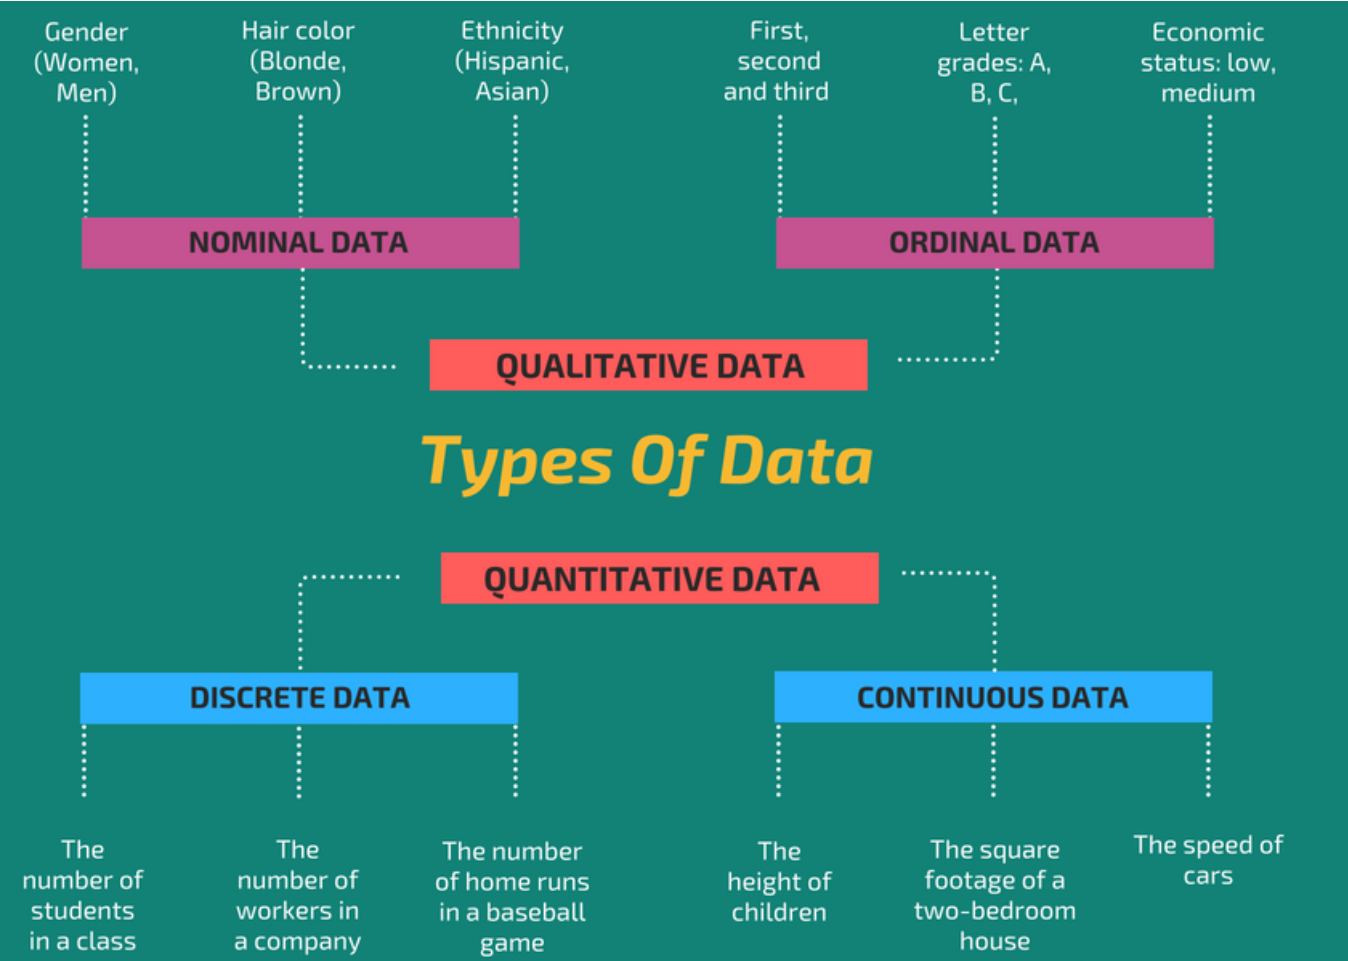 Gender
(Women,
Men)
Hair color
(Blonde,
Brown)
Ethnicity
(Hispanic,
Asian)
First,
second
and third
Letter
grades: A,
B, C,
Economic
status: low,
medium
NOMINAL DATA
ORDINAL DATA
QUALITATIVE DATA
Types Of Data
QUANTITATIVE DATA
DISCRETE DATA
CONTINUOUS DATA
The
number of
students
in a class
The
number of
workers in
a company
The number
of home runs
in a baseball
game
The
height of
children
The square
footage of a
two-bedroom
house
The speed of
cars